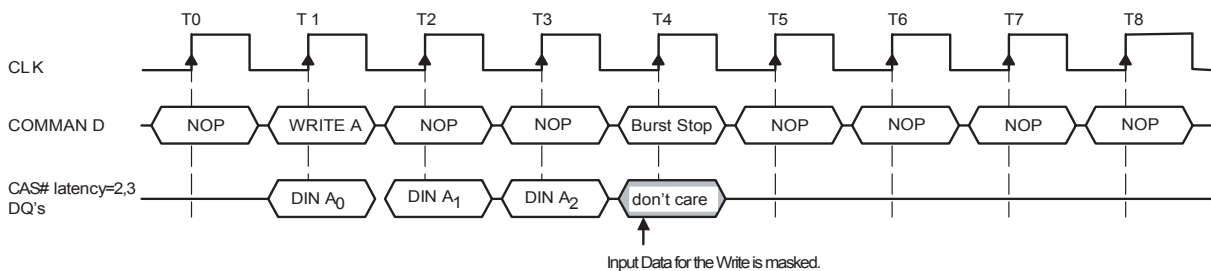 T0 T 1 T2 T3 T4 T5 T6 T7 T8
CLK
COMMAN D NOP WRITE A NOP NOP Burst Stop NOP NOP NOP NOP
CAS# latency=2,3
DQ's DIN A0 DIN A1 DIN A2 don't care
Input Data for the Write is masked.